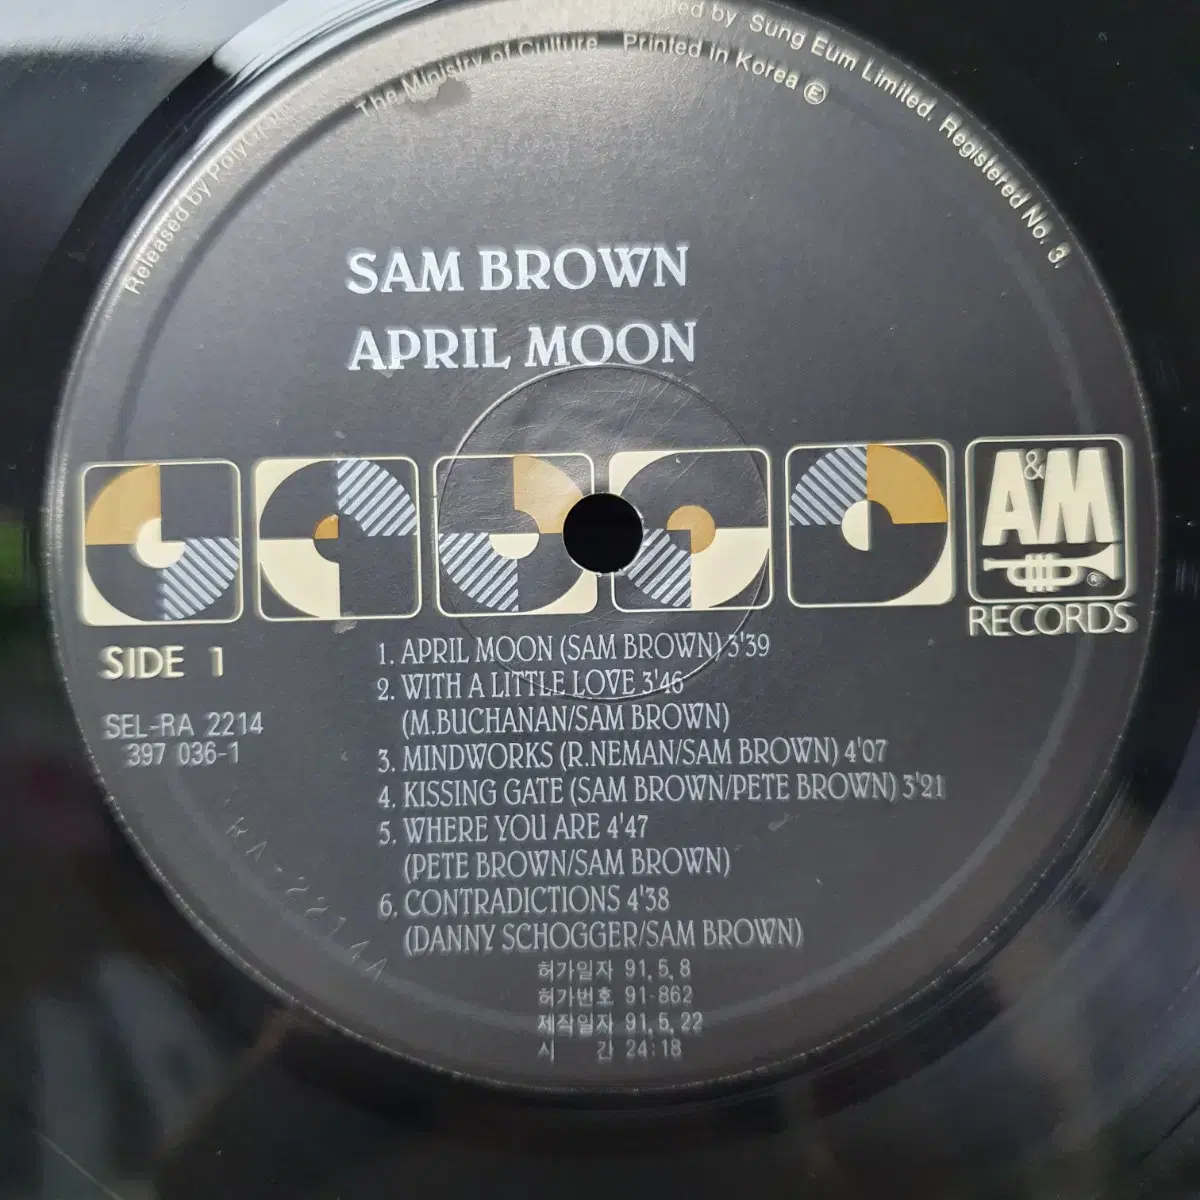 Released by PolyGram
The Ministry of Culture Printed in Korea Ⓔ
by Sung Eum Limited. Registered No. 3.
SAM BROWN
APRIL MOON
A&M
®
RECORDS
SIDE 1
SEL-RA 2214
397 036-1
1. APRIL MOON (SAM BROWN) 3'39
2. WITH A LITTLE LOVE 3'46
(M.BUCHANAN/SAM BROWN)
3. MINDWORKS (R.NEMAN/SAM BROWN) 4'07
4. KISSING GATE (SAM BROWN/PETE BROWN) 3'21
5. WHERE YOU ARE 4'47
(PETE BROWN/SAM BROWN)
6. CONTRADICTIONS 4'38
(DANNY SCHOGGER/SAM BROWN)
허가일자 91.5.8
허가번호 91-862
제작일자 91.5.22
시 간 24:18
RA-2214A